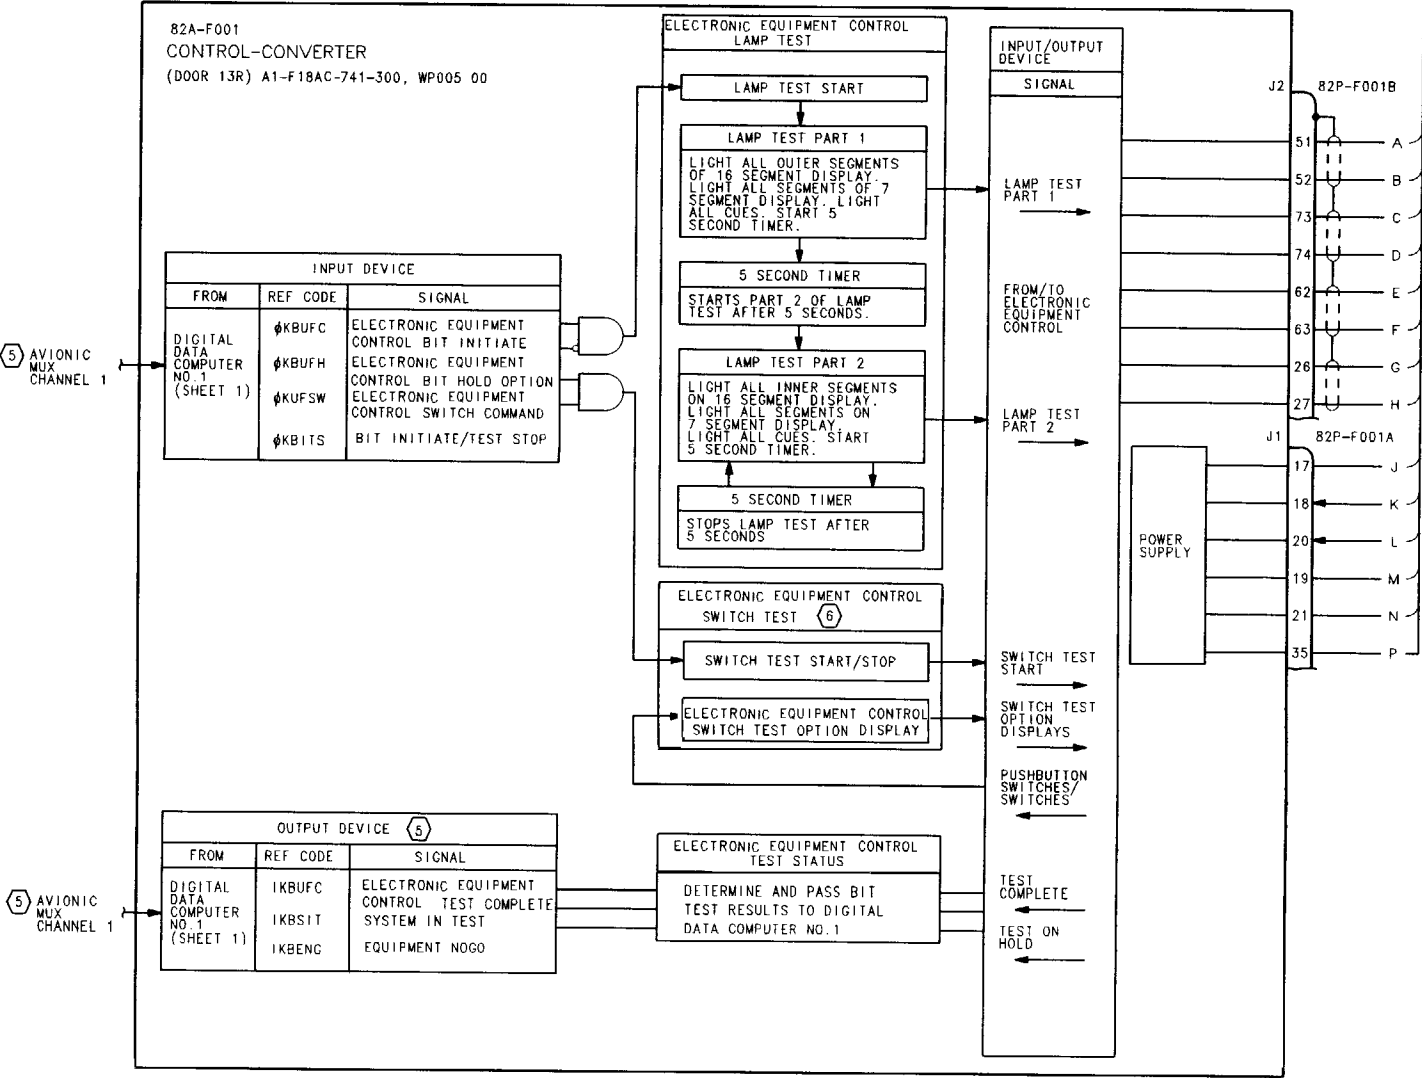 82A-F001
CONTROL-CONVERTER
(DOOR 13R) A1-F18AC-741-300, WP005 00
INPUT DEVICE
FROM
REF CODE
SIGNAL
5
AVIONIC
MUX
CHANNEL 1
DIGITAL
DATA
COMPUTER
NO.1
(SHEET 1)
ØKBUFC
ELECTRONIC EQUIPMENT
CONTROL BIT INITIATE
ØKBUFH
ELECTRONIC EQUIPMENT
CONTROL BIT HOLD OPTION
ØKUFSW
ELECTRONIC EQUIPMENT
CONTROL SWITCH COMMAND
ØKBITS
BIT INITIATE/TEST STOP
OUTPUT DEVICE
5
FROM
REF CODE
SIGNAL
5
AVIONIC
MUX
CHANNEL 1
DIGITAL
DATA
COMPUTER
NO.1
(SHEET 1)
IKBUFC
ELECTRONIC EQUIPMENT
CONTROL TEST COMPLETE
IKBSIT
SYSTEM IN TEST
IKBENG
EQUIPMENT NOGO
ELECTRONIC EQUIPMENT CONTROL
LAMP TEST
LAMP TEST START
LAMP TEST PART 1
LIGHT ALL OUTER SEGMENTS
OF 16 SEGMENT DISPLAY.
LIGHT ALL SEGMENTS OF 7
SEGMENT DISPLAY. LIGHT
ALL CUES. START 5
SECOND TIMER.
5 SECOND TIMER
STARTS PART 2 OF LAMP
TEST AFTER 5 SECONDS.
LAMP TEST PART 2
LIGHT ALL INNER SEGMENTS
ON 16 SEGMENT DISPLAY.
LIGHT ALL SEGMENTS ON
7 SEGMENT DISPLAY.
LIGHT ALL CUES. START
5 SECOND TIMER.
5 SECOND TIMER
STOPS LAMP TEST AFTER
5 SECONDS
ELECTRONIC EQUIPMENT CONTROL
SWITCH TEST
6
SWITCH TEST START/STOP
ELECTRONIC EQUIPMENT CONTROL
SWITCH TEST OPTION DISPLAY
ELECTRONIC EQUIPMENT CONTROL
TEST STATUS
DETERMINE AND PASS BIT
TEST RESULTS TO DIGITAL
DATA COMPUTER NO.1
INPUT/OUTPUT
DEVICE
SIGNAL
LAMP TEST
PART 1
FROM/TO
ELECTRONIC
EQUIPMENT
CONTROL
LAMP TEST
PART 2
SWITCH TEST
START
SWITCH TEST
OPTION
DISPLAYS
PUSHBUTTON
SWITCHES/
SWITCHES
TEST
COMPLETE
TEST ON
HOLD
POWER
SUPPLY
J2
82P-F001B
51
A
52
B
73
C
74
D
62
E
63
F
26
G
27
H
J1
82P-F001A
17
J
18
K
20
L
19
M
21
N
35
P